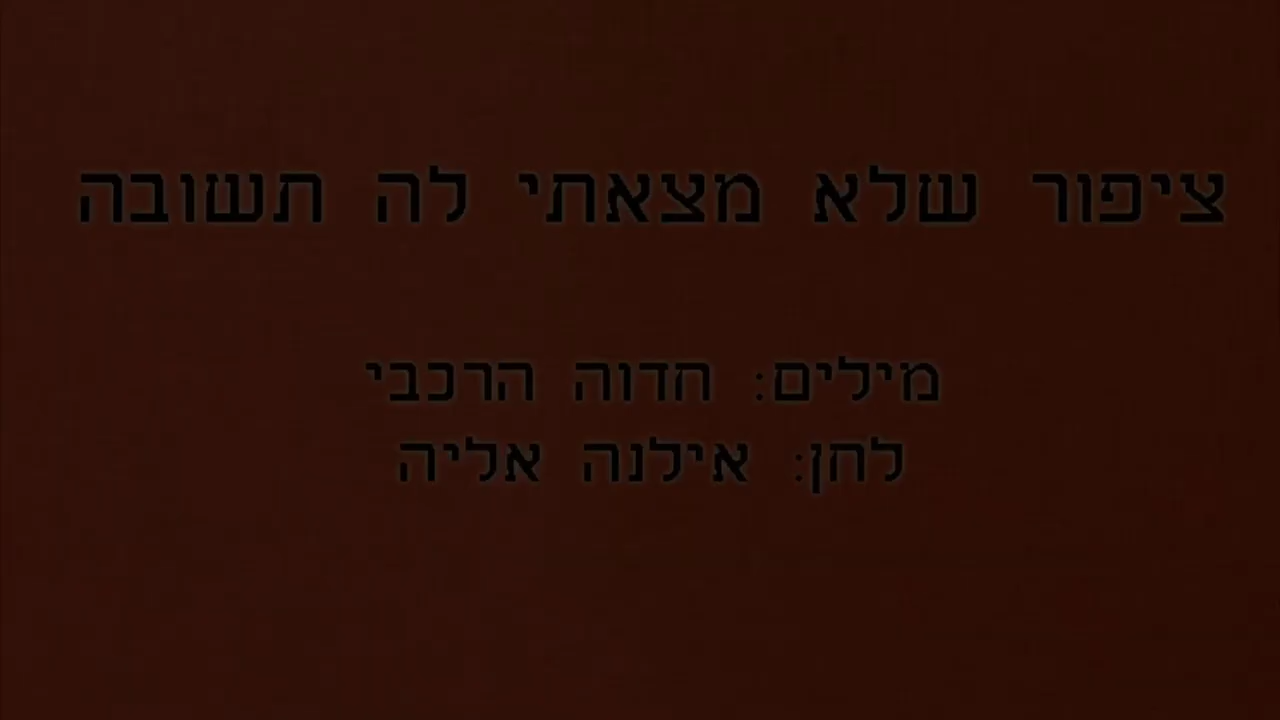 ציפור שלא מצאתי לה תשובה
מילים: חדוה הרכבי
לחן: אילנה אליה